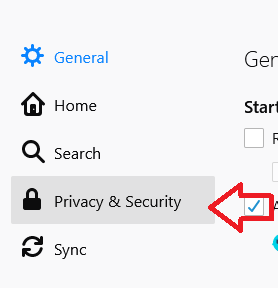 General
Home
Search
Privacy & Security
Sync
Gen
Start